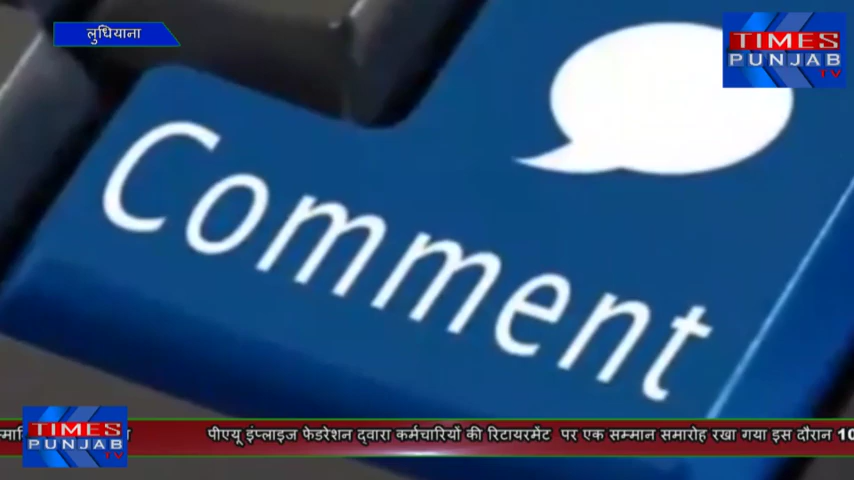 लुधियाना
TIMES
PUNJAB
TV
Comment
TIMES
PUNJAB
TV
पीएयू इंप्लाइज फेडरेशन द्वारा कर्मचारियों की रिटायरमेंट पर एक सम्मान समारोह रखा गया इस दौरान 10